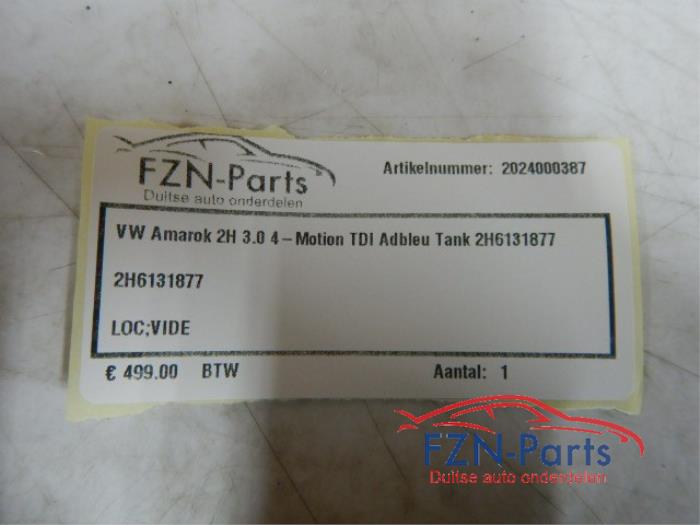 FZN-Parts
Duitse auto onderdelen
Artikelnummer: 2024000387
VW Amarok 2H 3.0 4-Motion TDI Adbleu Tank 2H6131877
2H6131877
LOC;VIDE
€ 499.00 BTW
Aantal: 1
FZN-Parts
Duitse auto onderdelen